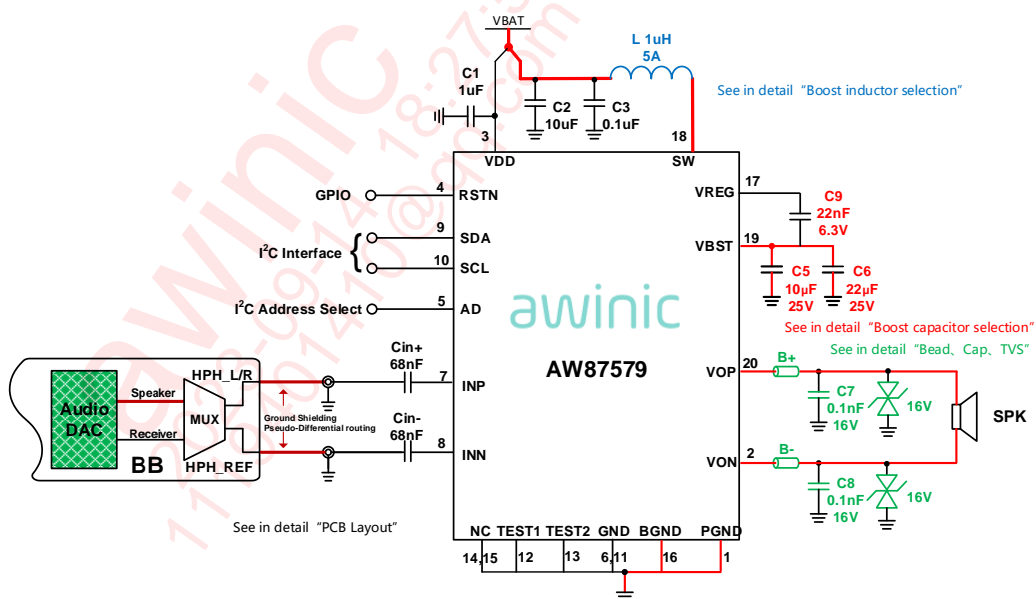 VBAT
L 1uH
5A
See in detail “Boost inductor selection”
C1
1uF
C2
10uF
C3
0.1uF
3
VDD
18
SW
GPIO
4
RSTN
I²C Interface
9
SDA
10
SCL
I²C Address Select
5
AD
17
VREG
C9
22nF
6.3V
19
VBST
C5
10µF
25V
C6
22µF
25V
See in detail “Boost capacitor selection”
See in detail “Bead、Cap、TVS”
awinic
AW87579
HPH_L/R
Speaker
Audio
DAC
MUX
Receiver
BB
HPH_REF
Ground Shielding
Pseudo-Differential routing
Cin+
68nF
7
INP
Cin-
68nF
8
INN
See in detail “PCB Layout”
20
VOP
B+
C7
0.1nF
16V
16V
SPK
2
VON
B-
C8
0.1nF
16V
16V
NC TEST1 TEST2 GND BGND PGND
14,15 12 13 6,11 16 1
awinic